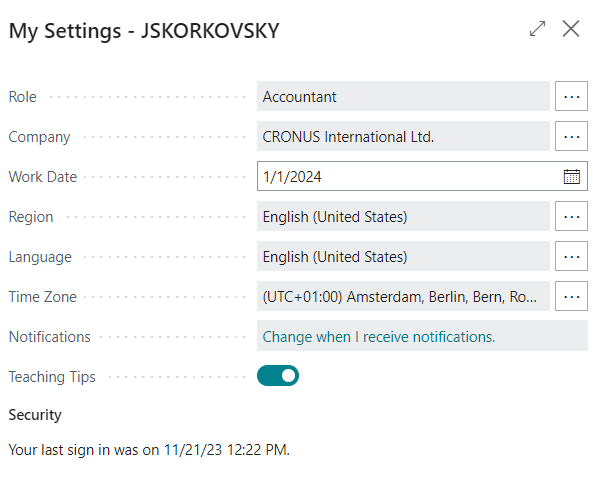 My Settings - JSKORKOVSKY
Role Accountant
Company CRONUS International Ltd.
Work Date 1/1/2024
Region English (United States)
Language English (United States)
Time Zone (UTC+01:00) Amsterdam, Berlin, Bern, Ro...
Notifications Change when I receive notifications.
Teaching Tips
Security
Your last sign in was on 11/21/23 12:22 PM.